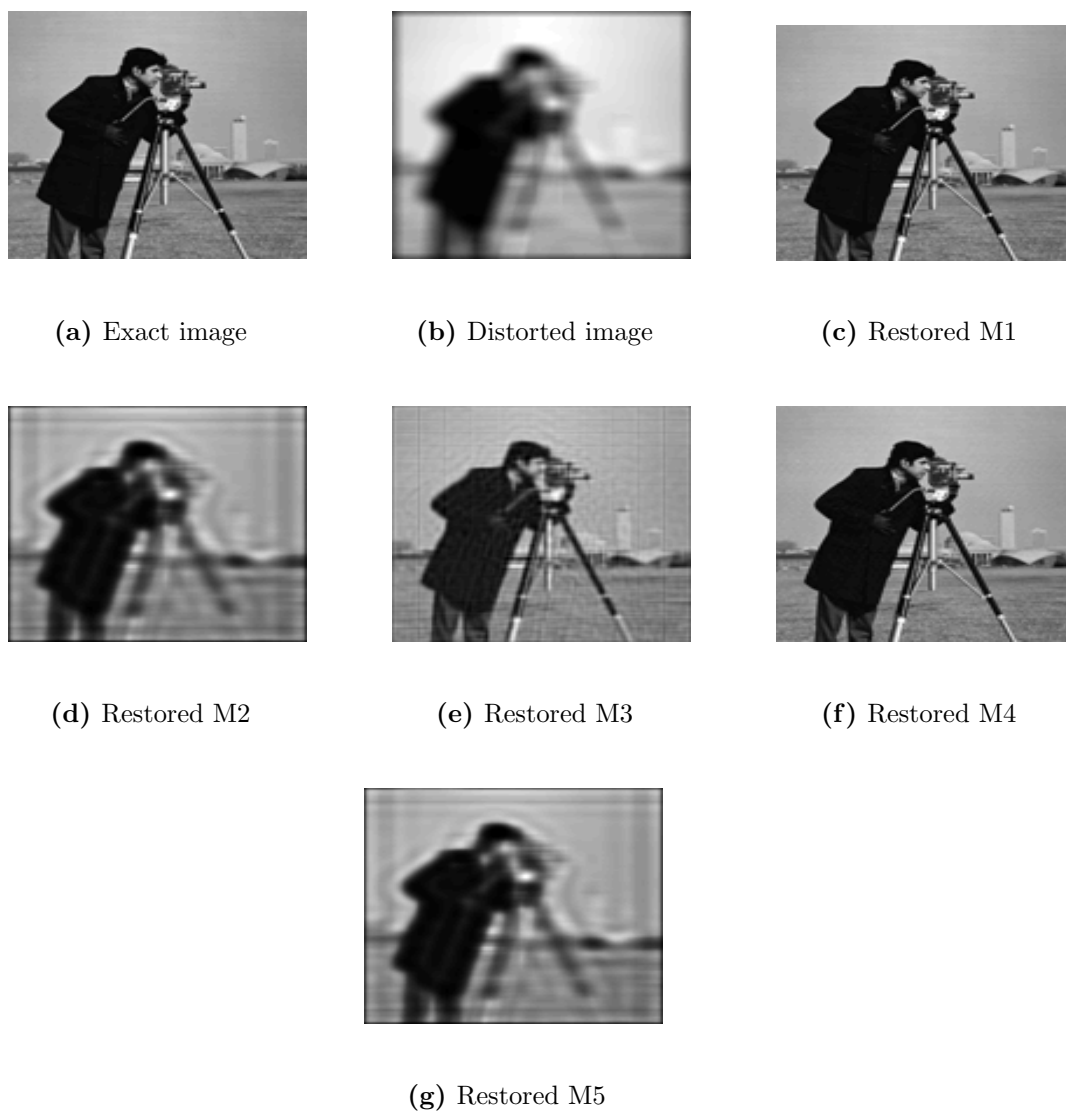 (a) Exact image
(b) Distorted image
(c) Restored M1
(d) Restored M2
(e) Restored M3
(f) Restored M4
(g) Restored M5